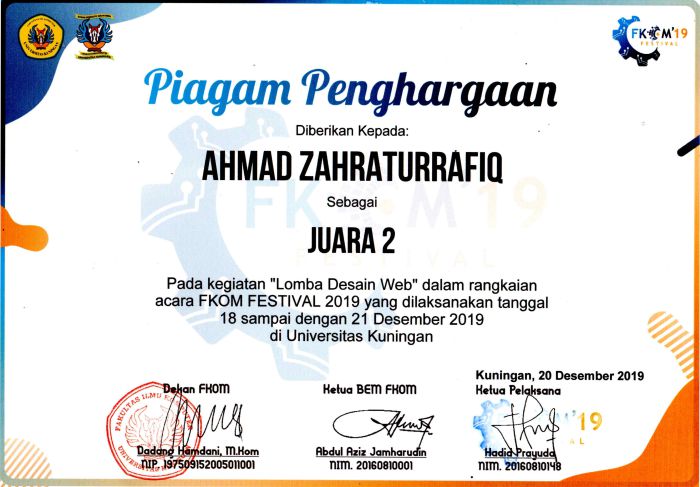 FKOM'19
FESTIVAL
Piagam Penghargaan
Diberikan Kepada:
AHMAD ZAHRATURRAFIQ
Sebagai
JUARA 2
Pada kegiatan "Lomba Desain Web" dalam rangkaian
acara FKOM FESTIVAL 2019 yang dilaksanakan tanggal
18 sampai dengan 21 Desember 2019
di Universitas Kuningan
Kuningan, 20 Desember 2019
Dekan FKOM
Ketua BEM FKOM
Ketua Pelaksana
Dadang Hamdani, M.Kom
NIP. 197509152005011001
Abdul Aziz Jamharudin
NIM. 20160810001
Hadid Prayuda
NIM. 20160810148